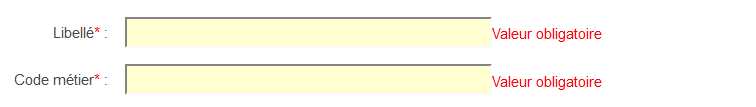 Libellé* : Valeur obligatoire
Code métier* : Valeur obligatoire